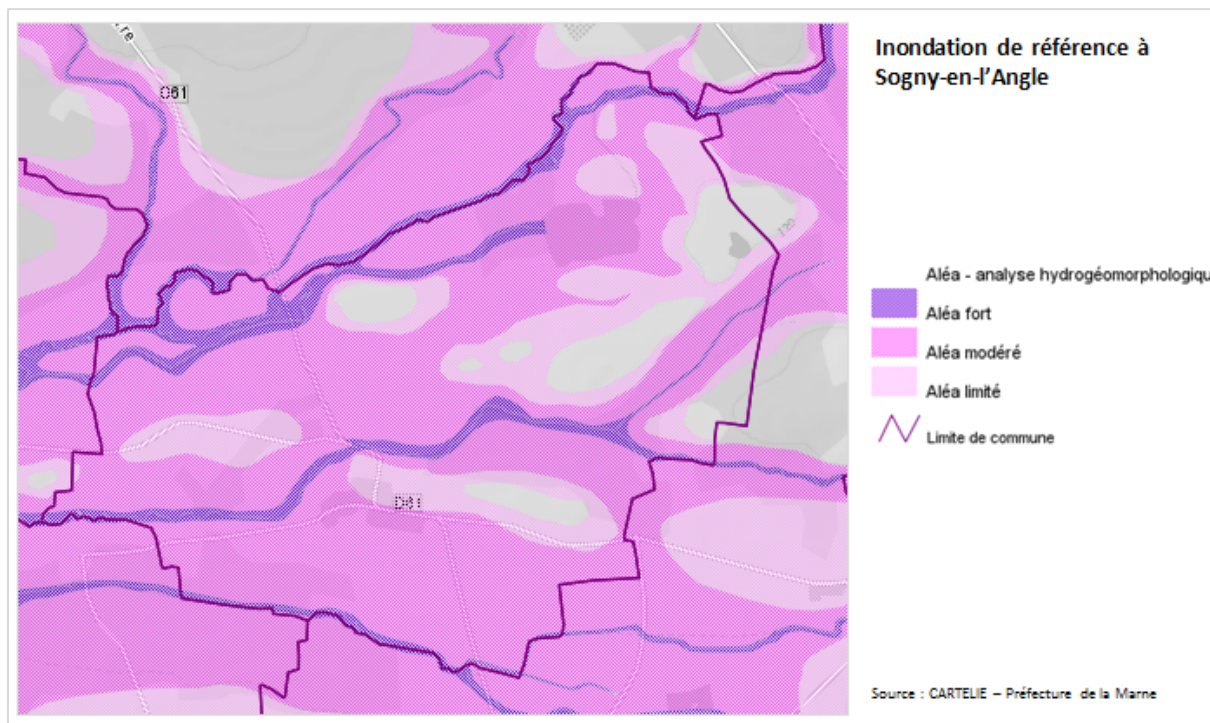 Inondation de référence à
Sogny-en-l'Angle
D61
Aléa - analyse hydrogéomorphologiqu
Aléa fort
Aléa modéré
Aléa limité
Limite de commune
D61
Source : CARTELIE – Préfecture de la Marne